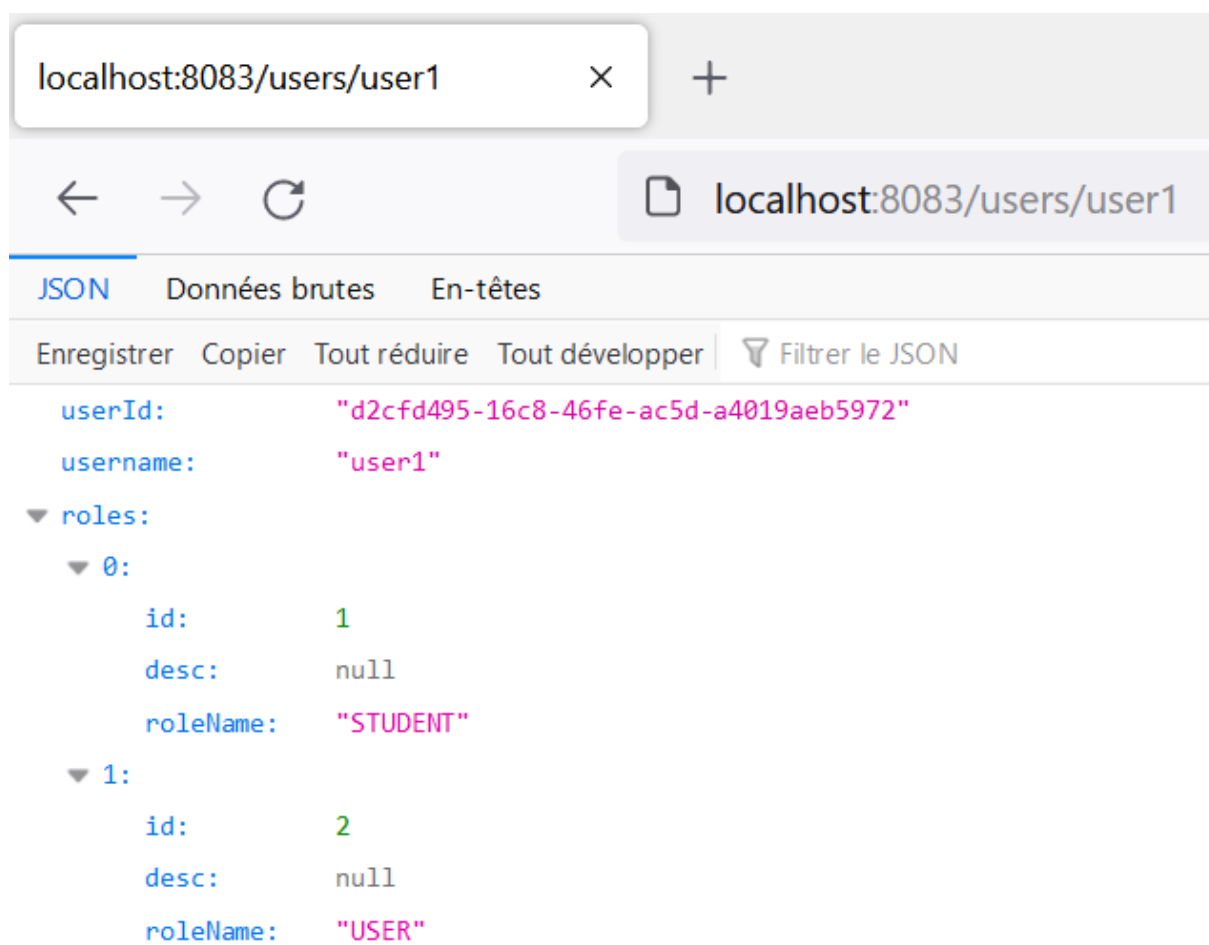 localhost:8083/users/user1
localhost:8083/users/user1
JSON Données brutes En-têtes
Enregistrer Copier Tout réduire Tout développer Filtrer le JSON
userId: "d2cfd495-16c8-46fe-ac5d-a4019aeb5972"
username: "user1"
roles:
0:
id: 1
desc: null
roleName: "STUDENT"
1:
id: 2
desc: null
roleName: "USER"